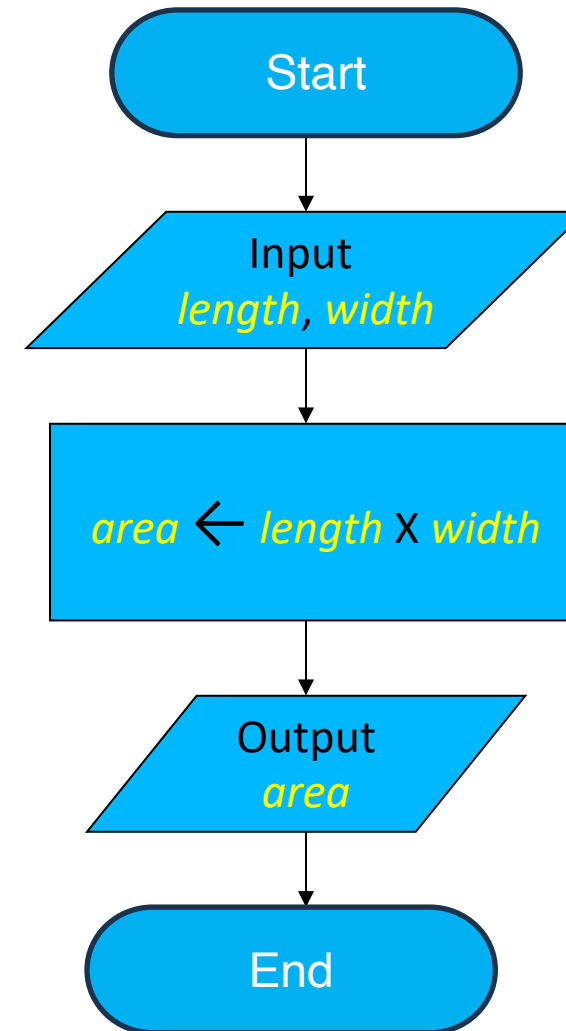 Start
Input
length, width
area ← length X width
Output
area
End